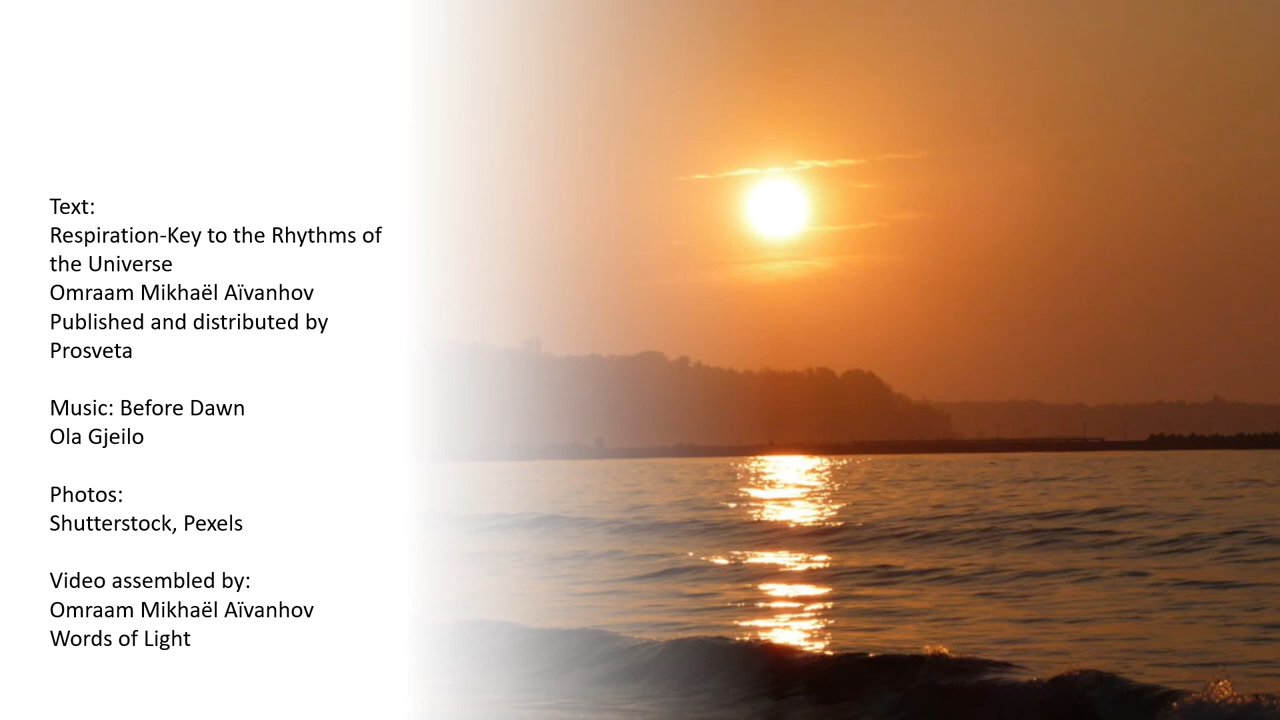 Text:
Respiration-Key to the Rhythms of
the Universe
Omraam Mikhaël Aïvanhov
Published and distributed by
Prosveta
Music: Before Dawn
Ola Gjeilo
Photos:
Shutterstock, Pexels
Video assembled by:
Omraam Mikhaël Aïvanhov
Words of Light